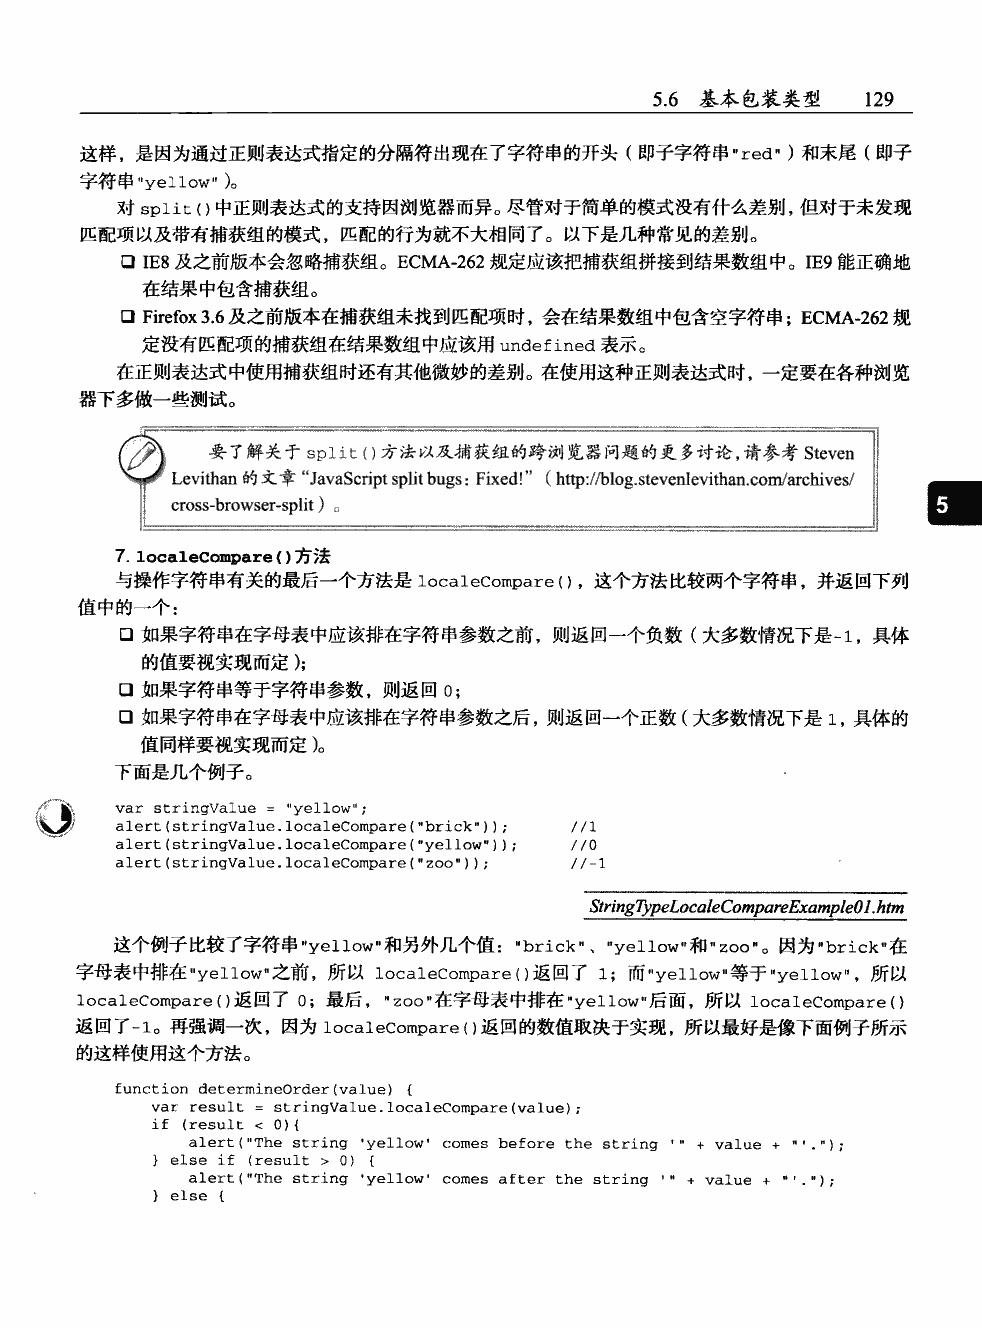 5.6 基本包装类型 129
这样，是因为通过正则表达式指定的分隔符出现在了字符串的开头（即子字符串"red"）和末尾（即子
字符串"yellow"）。
对 split()中正则表达式的支持因浏览器而异。尽管对于简单的模式没有什么差别，但对于未发现
匹配项以及带有捕获组的模式，匹配的行为就不大相同了。以下是几种常见的差别。
❑ IE8 及之前版本会忽略捕获组。ECMA-262 规定应该把捕获组拼接到结果数组中。IE9 能正确地
在结果中包含捕获组。
❑ Firefox 3.6 及之前版本在捕获组未找到匹配项时，会在结果数组中包含空字符串；ECMA-262 规
定没有匹配项的捕获组在结果数组中应该用 undefined 表示。
在正则表达式中使用捕获组时还有其他微妙的差别。在使用这种正则表达式时，一定要在各种浏览
器下多做一些测试。
要了解关于 split()方法以及捕获组的跨浏览器问题的更多讨论，请参考 Steven
Levithan 的文章“JavaScript split bugs：Fixed!”（http://blog.stevenlevithan.com/archives/
cross-browser-split）。
5
7. localeCompare()方法
与操作字符串有关的最后一个方法是 localeCompare()，这个方法比较两个字符串，并返回下列
值中的一个：
❑ 如果字符串在字母表中应该排在字符串参数之前，则返回一个负数（大多数情况下是-1，具体
的值要视实现而定）；
❑ 如果字符串等于字符串参数，则返回 0；
❑ 如果字符串在字母表中应该排在字符串参数之后，则返回一个正数（大多数情况下是 1，具体的
值同样要视实现而定）。
下面是几个例子。
var stringValue = "yellow";
alert(stringValue.localeCompare("brick")); //1
alert(stringValue.localeCompare("yellow")); //0
alert(stringValue.localeCompare("zoo")); //-1
StringTypeLocaleCompareExample01.htm
这个例子比较了字符串"yellow"和另外几个值："brick"、"yellow"和"zoo"。因为"brick"在
字母表中排在"yellow"之前，所以 localeCompare()返回了 1；而"yellow"等于"yellow"，所以
localeCompare()返回了 0；最后，"zoo"在字母表中排在"yellow"后面，所以 localeCompare()
返回了-1。再强调一次，因为 localeCompare()返回的数值取决于实现，所以最好是像下面例子所示
的这样使用这个方法。
function determineOrder(value) {
var result = stringValue.localeCompare(value);
if (result < 0){
alert("The string 'yellow' comes before the string '" + value + "'.");
} else if (result > 0) {
alert("The string 'yellow' comes after the string '" + value + "'.");
} else {